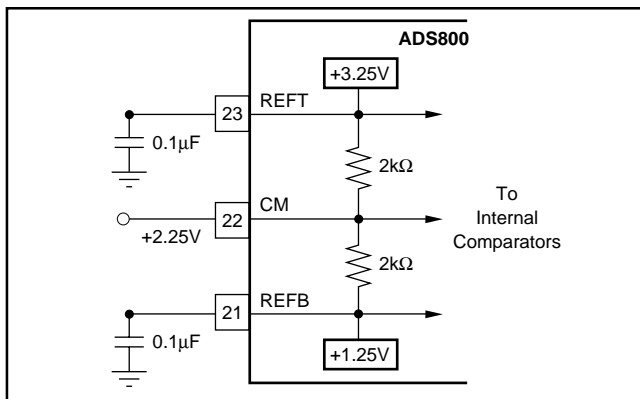 ADS800
+3.25V
23
REFT
0.1μF
2kΩ
To
Internal
Comparators
22
CM
+2.25V
2kΩ
21
REFB
0.1μF
+1.25V